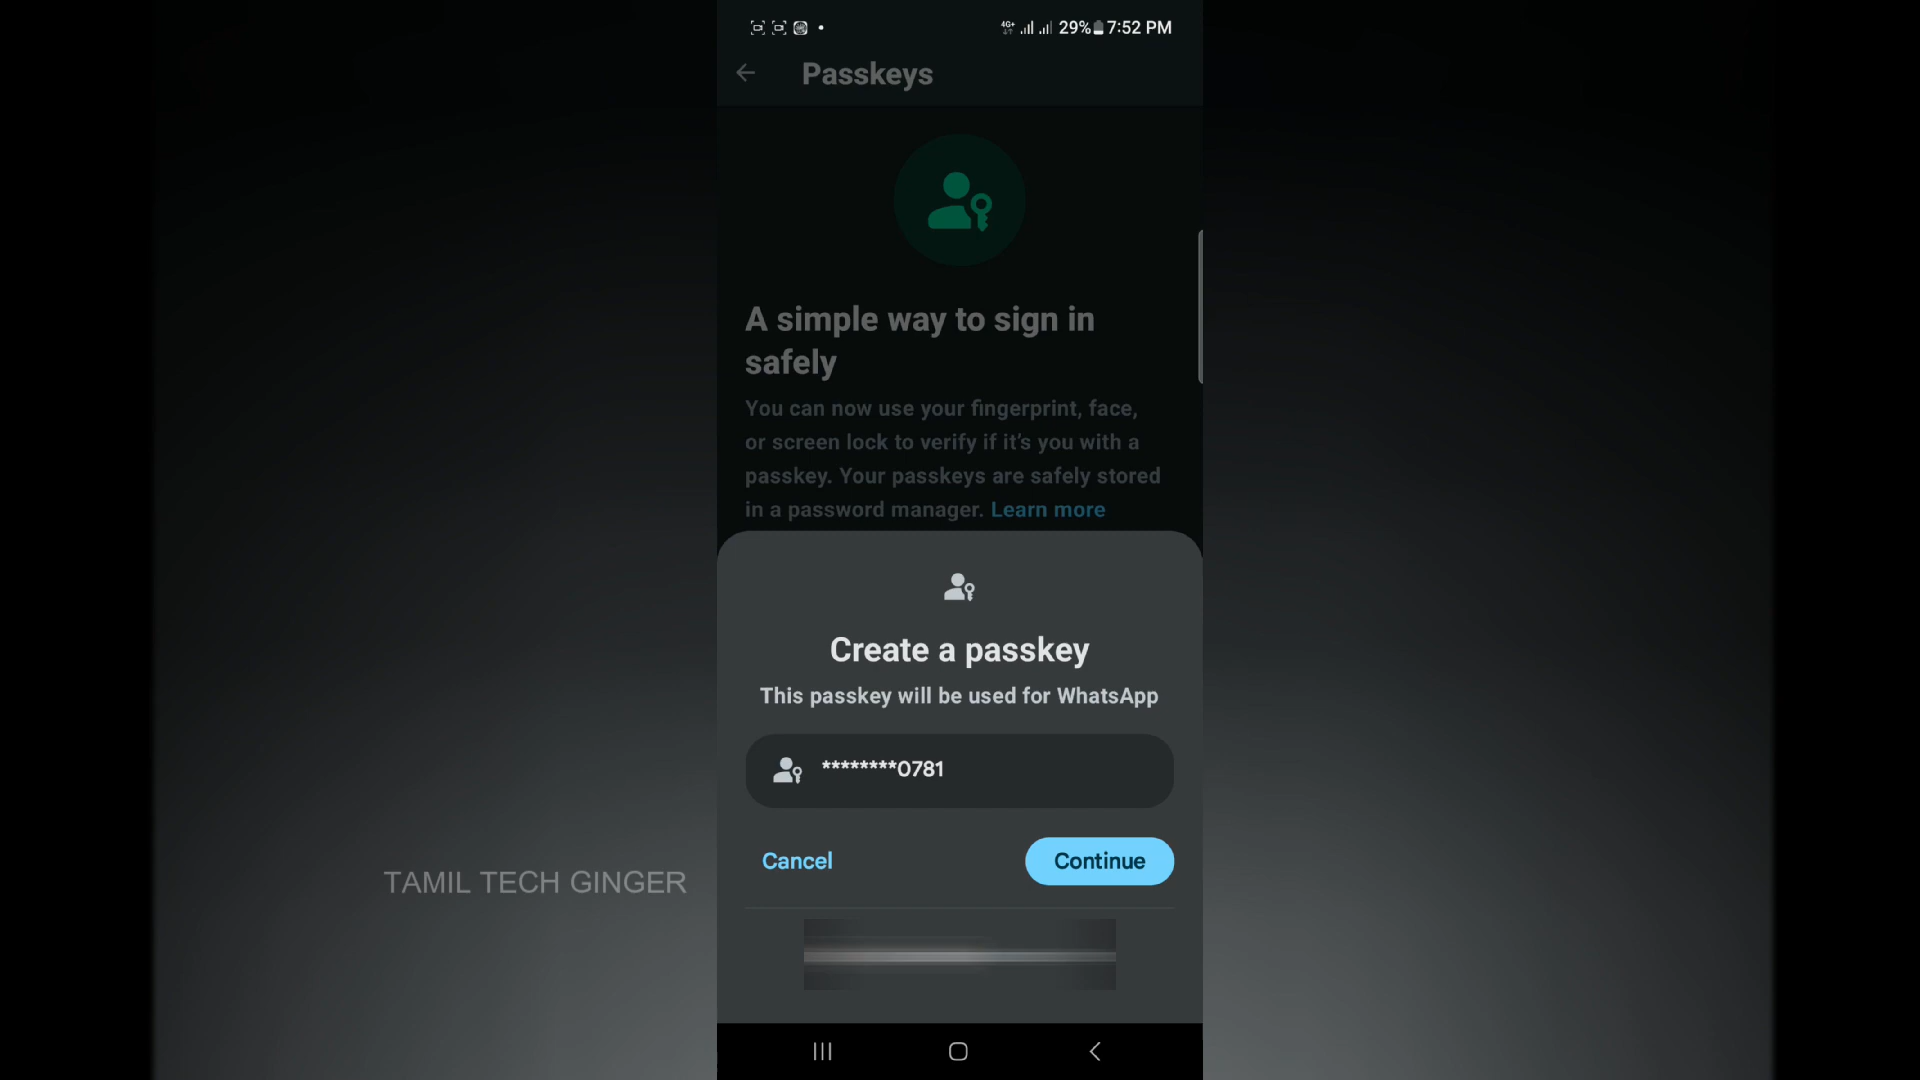 4G+ 29% 7:52 PM
Passkeys
A simple way to sign in
safely
You can now use your fingerprint, face,
or screen lock to verify if it’s you with a
passkey. Your passkeys are safely stored
in a password manager. Learn more
Create a passkey
This passkey will be used for WhatsApp
********0781
Cancel
Continue
TAMIL TECH GINGER